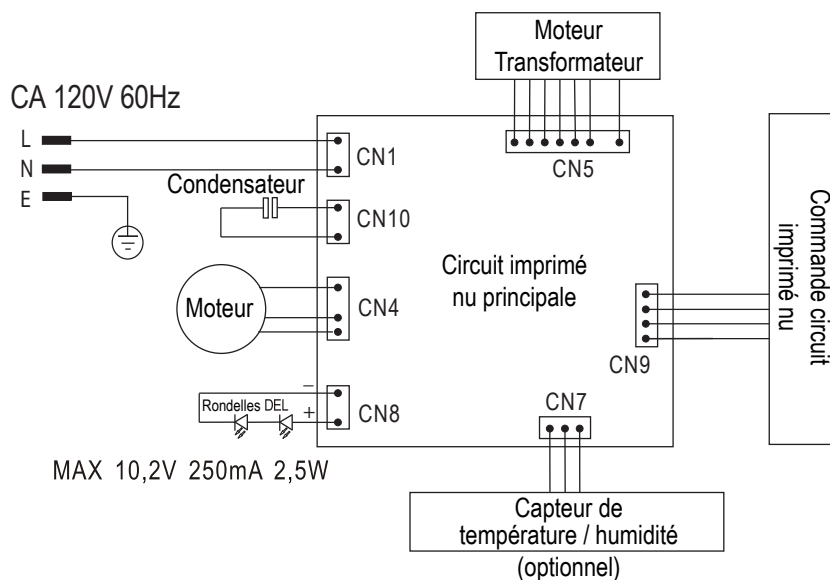 Moteur
Transformateur
CA 120V 60Hz
L
N
E
CN1
CN5
Condensateur
CN10
Circuit imprimé
nu principale
Moteur
CN4
Commande circuit
imprimé nu
CN9
CN7
−
Rondelles DEL
+
CN8
MAX 10,2V 250mA 2,5W
Capteur de
température / humidité
(optionnel)